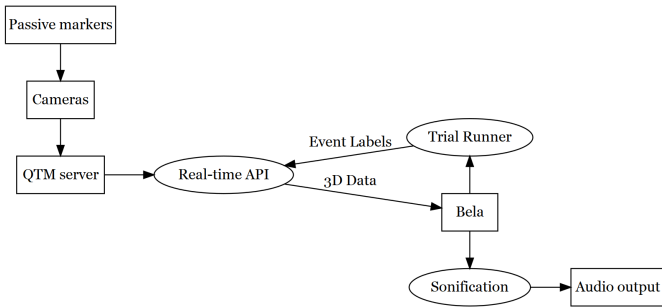 Passive markers
Cameras
QTM server
Real-time API
Event Labels
3D Data
Trial Runner
Bela
Sonification
Audio output